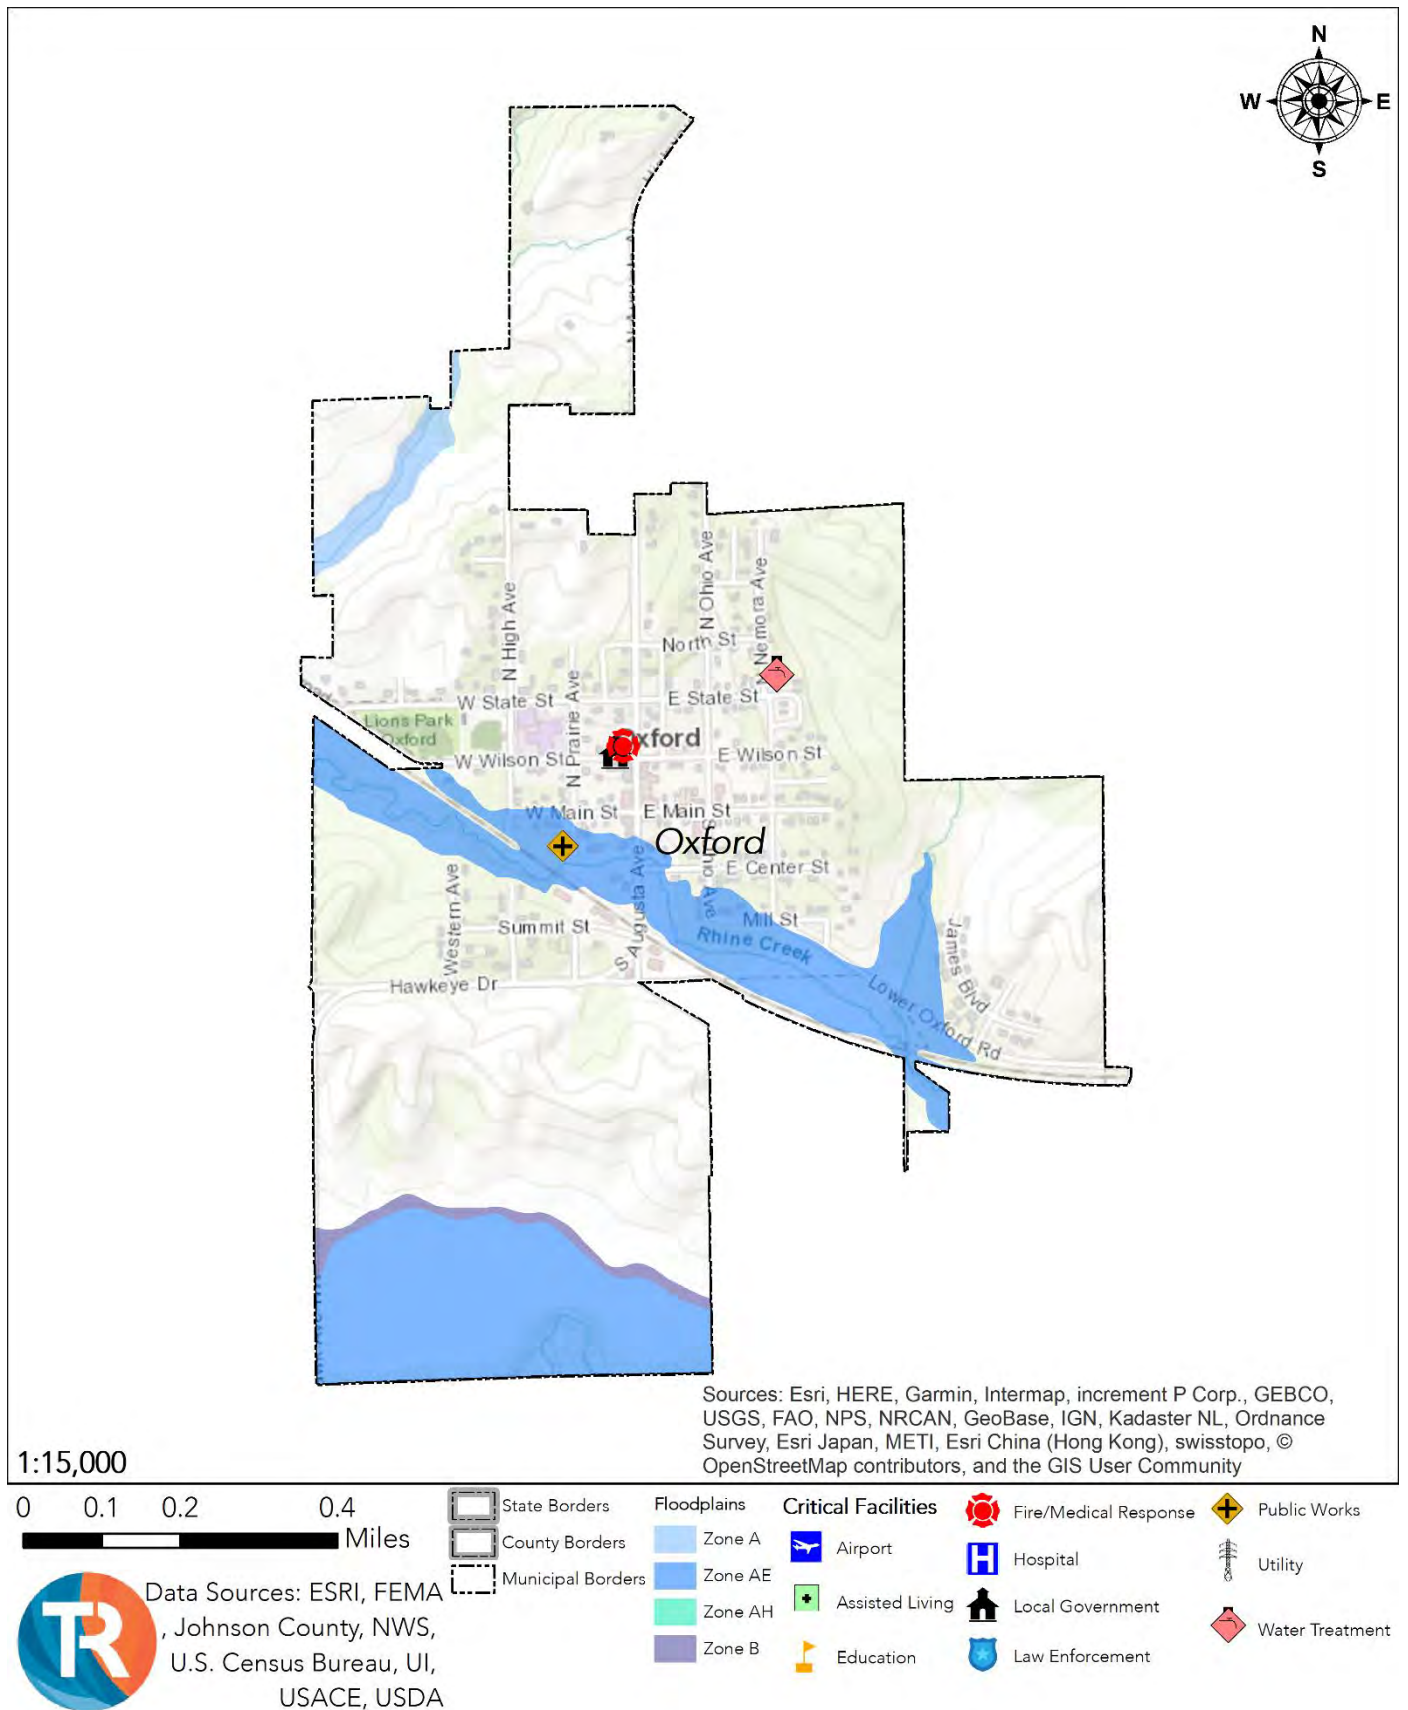 N
W
E
S
N High Ave
N Ohio Ave
N Nemora Ave
North St
W State St
E State St
Lions Park
Oxford
N Prairie Ave
Oxford
W Wilson St
E Wilson St
W Main St
E Main St
Oxford
E Center St
Western Ave
S Augusta Ave
Mill St
Summit St
Rhine Creek
James Blvd
Hawkeye Dr
Lower Oxford Rd
Sources: Esri, HERE, Garmin, Intermap, increment P Corp., GEBCO,
USGS, FAO, NPS, NRCAN, GeoBase, IGN, Kadaster NL, Ordnance
Survey, Esri Japan, METI, Esri China (Hong Kong), swisstopo, ©
OpenStreetMap contributors, and the GIS User Community
1:15,000
0 0.1 0.2 0.4
Miles
TR
Data Sources: ESRI, FEMA
, Johnson County, NWS,
U.S. Census Bureau, UI,
USACE, USDA
State Borders
County Borders
Municipal Borders
Floodplains
Zone A
Zone AE
Zone AH
Zone B
Critical Facilities
Airport
Assisted Living
Education
Fire/Medical Response
H
Hospital
Local Government
Law Enforcement
Public Works
Utility
Water Treatment